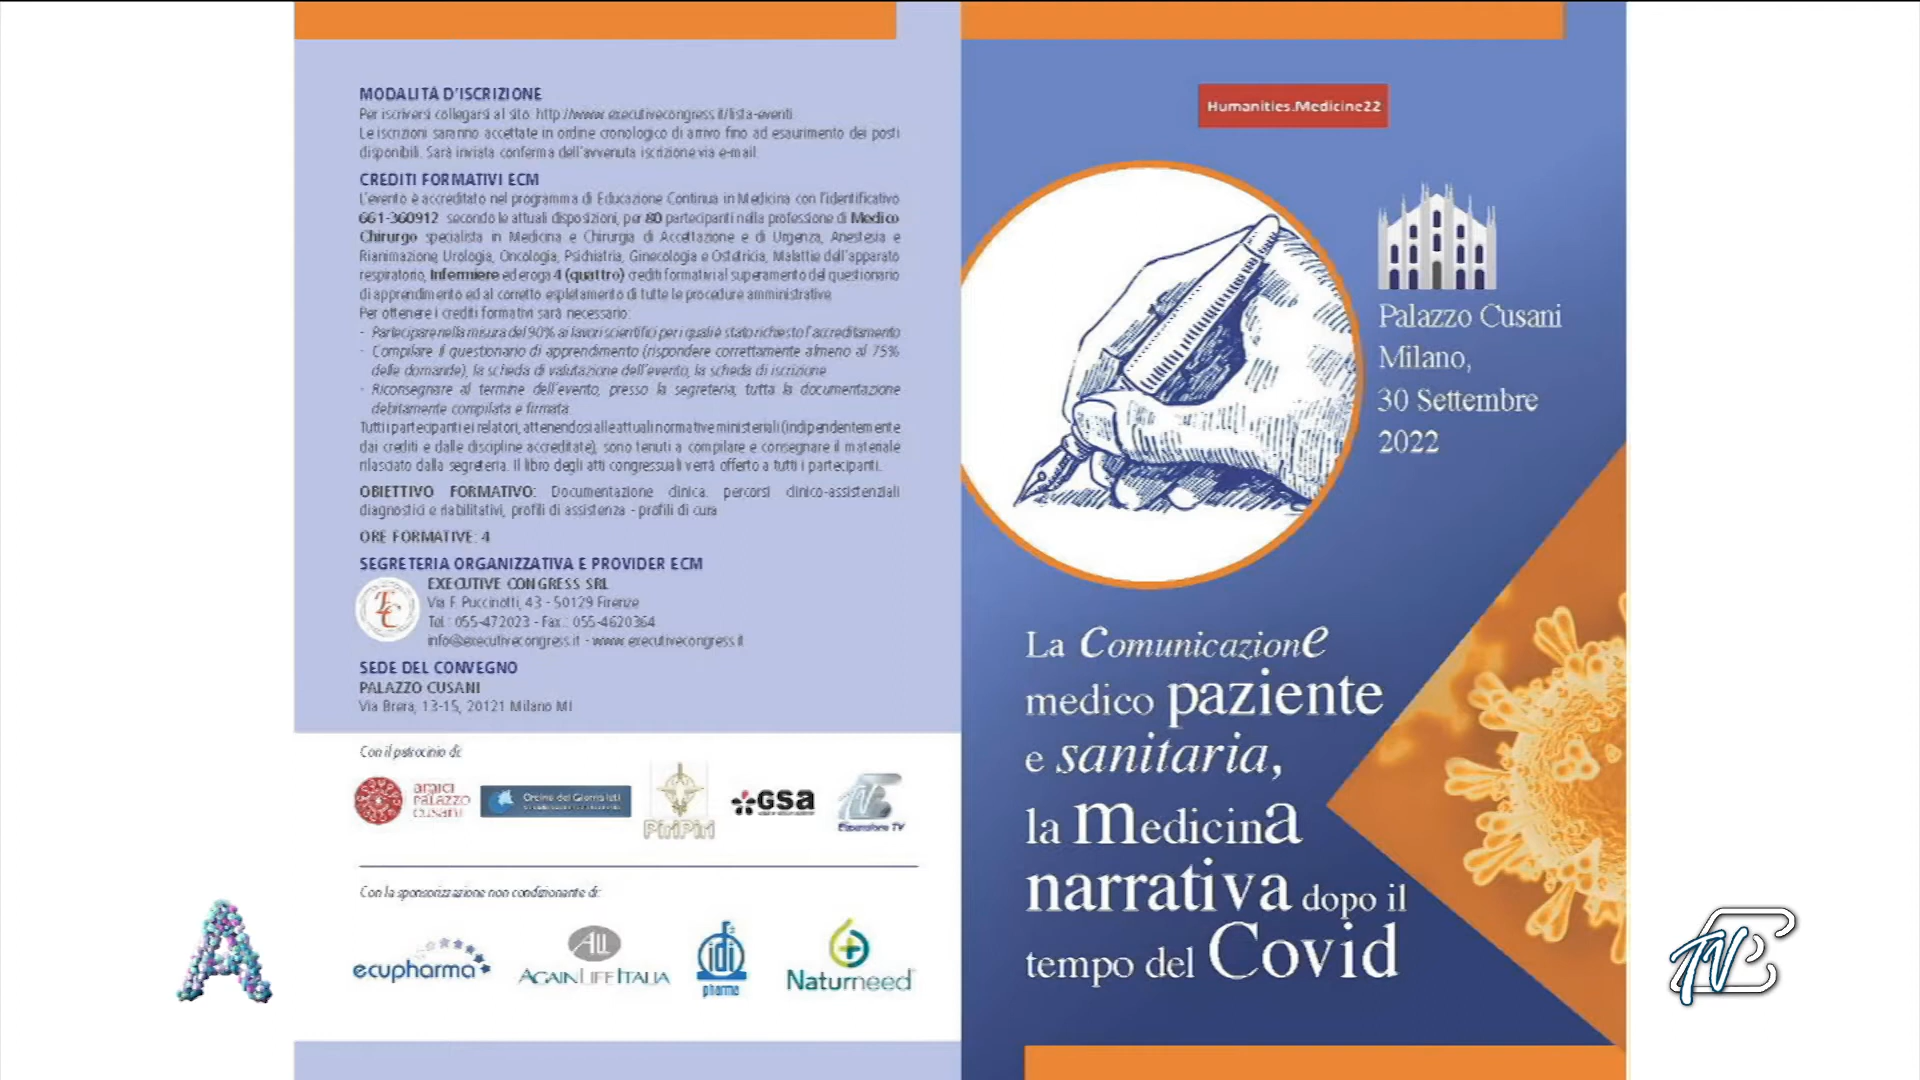 MODALITÀ D'ISCRIZIONE
Per iscriversi collegarsi al sito: http://www.executivecongress.it/lista-eventi
Le iscrizioni saranno accettate in ordine cronologico di arrivo fino ad esaurimento dei posti
disponibili. Sarà inviata conferma dell'avvenuta iscrizione via e-mail.
CREDITI FORMATIVI ECM
L'evento è accreditato nel programma di Educazione Continua in Medicina con l'identificativo
661-360912 secondo le attuali disposizioni, per 80 partecipanti nella professione di Medico
Chirurgo specialista in Medicina e Chirurgia di Accettazione e di Urgenza, Anestesia e
Rianimazione, Urologia, Oncologia, Psichiatria, Ginecologia e Ostetricia, Malattie dell'apparato
respiratorio, Infermiere ed eroga 4 (quattro) crediti formativi al superamento del questionario
di apprendimento ed al corretto espletamento di tutte le procedure amministrative.
Per ottenere i crediti formativi sarà necessario:
- Partecipare nella misura del 90% ai lavori scientifici per i quali è stato richiesto l'accreditamento
- Compilare il questionario di apprendimento (rispondere correttamente almeno al 75%
delle domande), la scheda di valutazione dell'evento, la scheda di iscrizione
- Riconsegnare al termine dell'evento, presso la segreteria, tutta la documentazione
debitamente compilata e firmata.
Tutti i partecipanti e i relatori, attenendosi alle attuali normative ministeriali (indipendentemente
dai crediti e dalle discipline accreditate), sono tenuti a compilare e consegnare il materiale
rilasciato dalla segreteria. Il libro degli atti congressuali verrà offerto a tutti i partecipanti.
OBIETTIVO FORMATIVO: Documentazione clinica. percorsi clinico-assistenziali
diagnostici e riabilitativi, profili di assistenza - profili di cura
ORE FORMATIVE: 4
SEGRETERIA ORGANIZZATIVA E PROVIDER ECM
EXECUTIVE CONGRESS SRL
Via F. Puccinotti, 43 - 50129 Firenze
Tel.: 055-472023 - Fax.: 055-4620364
info@executivecongress.it - www.executivecongress.it
SEDE DEL CONVEGNO
PALAZZO CUSANI
Via Brera, 13-15, 20121 Milano MI
Con il patrocinio di:
amici palazzo cusani
Ordine dei Giornalisti
PiriPiri
GSA
Elipsonlore TV
Con la sponsorizzazione non condizionante di:
ecupharma
ALI
AGAINLIFEITALIA
idi pharma
Naturneed
A
Humanities.Medicine22
Palazzo Cusani
Milano,
30 Settembre
2022
La Comunicazione
medico paziente
e sanitaria,
la medicina
narrativa dopo il
tempo del Covid
TV